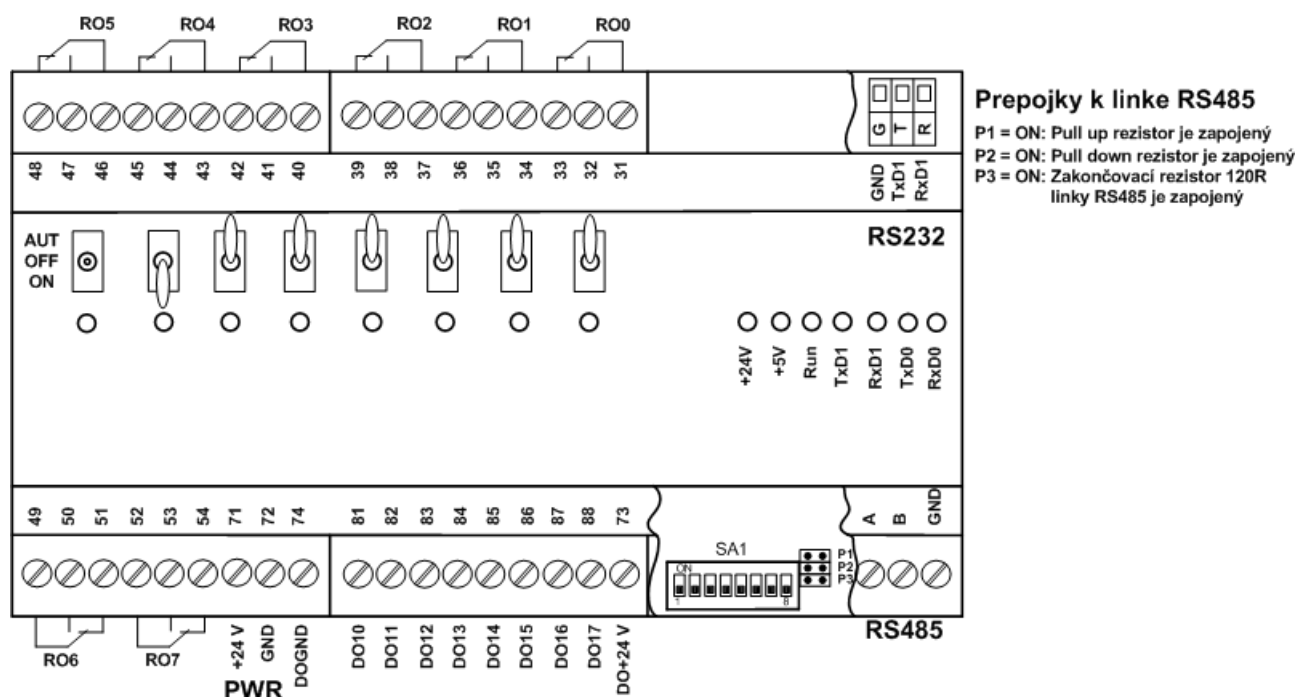 RO5 RO4 RO3 RO2 RO1 RO0
G T R
48 47 46 45 44 43 42 41 40 39 38 37 36 35 34 33 32 31 GND TxD1 RxD1
Prepojky k linke RS485
P1 = ON: Pull up rezistor je zapojený
P2 = ON: Pull down rezistor je zapojený
P3 = ON: Zakončovací rezistor 120R
linky RS485 je zapojený
AUT
OFF
ON
RS232
+24V +5V Run TxD1 RxD1 TxD0 RxD0
49 50 51 52 53 54 71 72 74 81 82 83 84 85 86 87 88 73 A B GND
SA1
ON
1 8
P1
P2
P3
RO6 RO7 +24 V GND DOGND DO10 DO11 DO12 DO13 DO14 DO15 DO16 DO17 DO+24 V
PWR
RS485